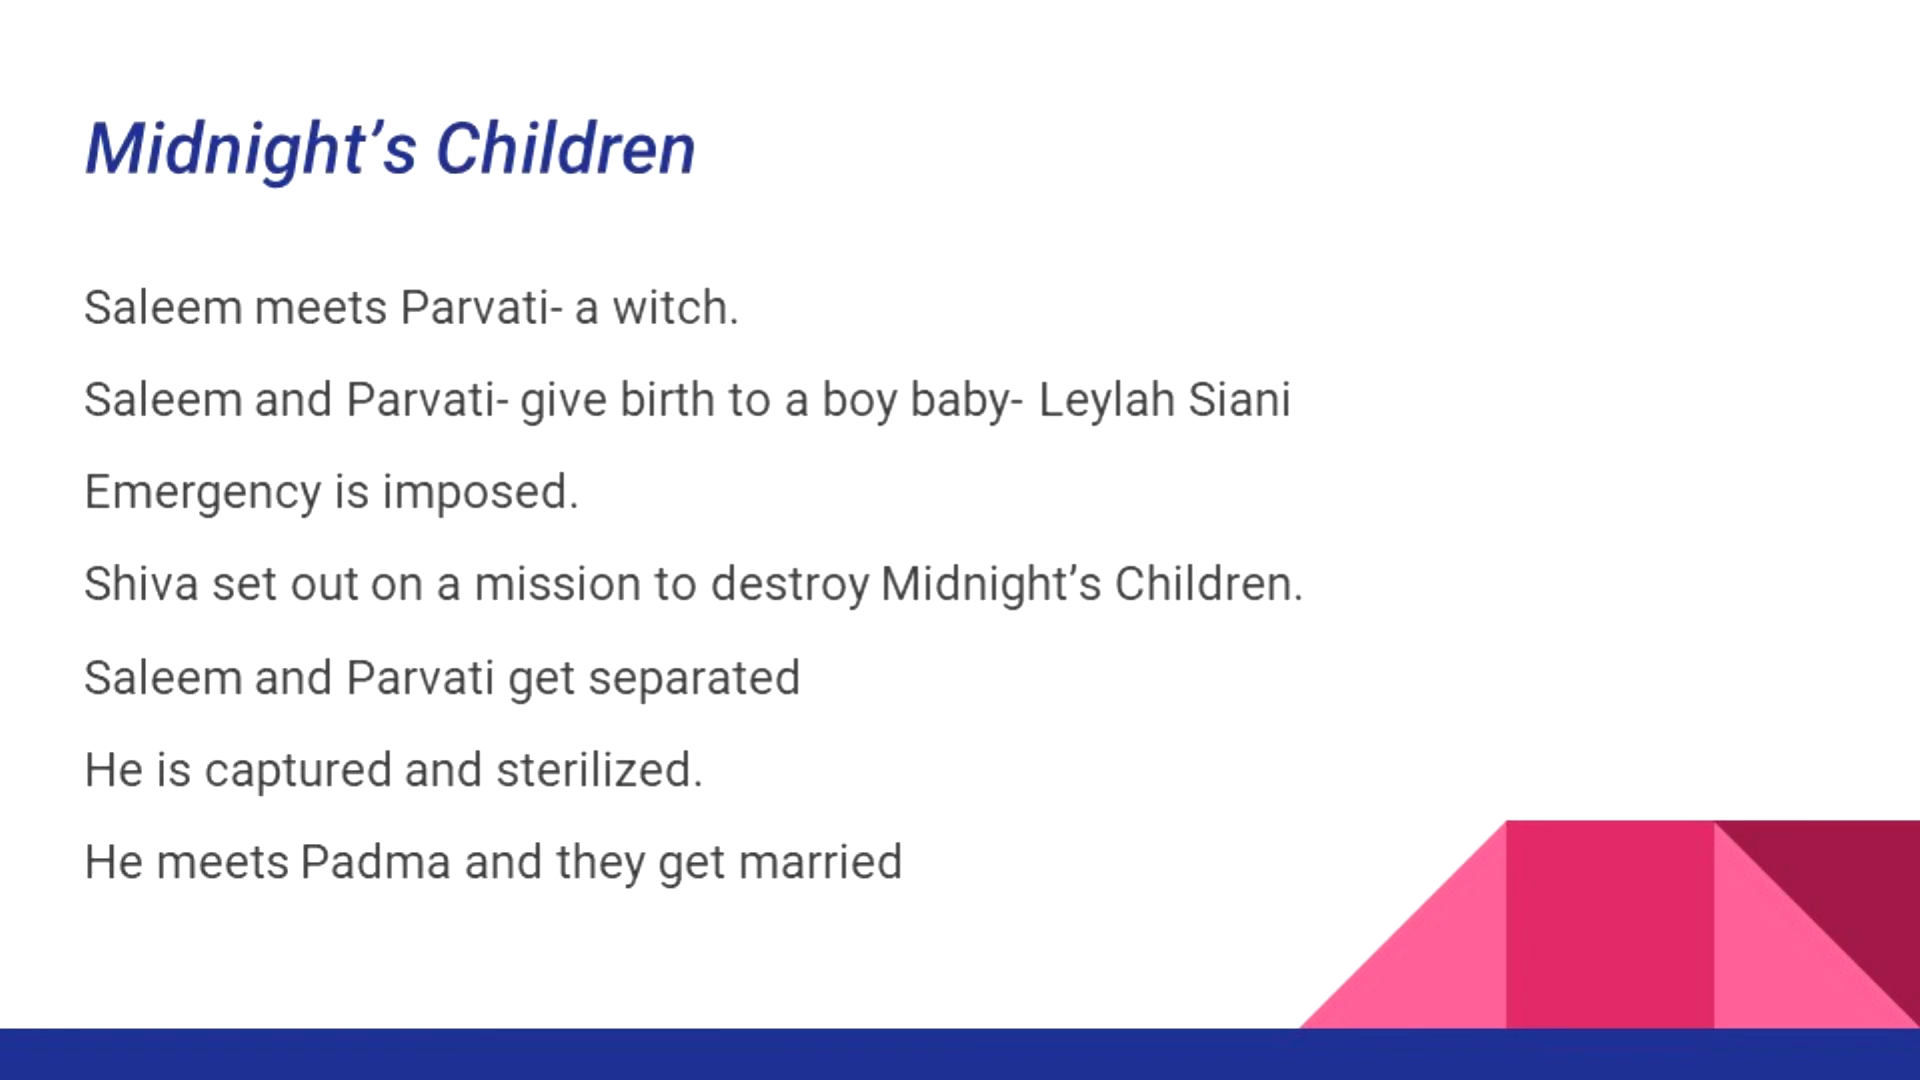 Midnight’s Children
Saleem meets Parvati- a witch.
Saleem and Parvati- give birth to a boy baby- Leylah Siani
Emergency is imposed.
Shiva set out on a mission to destroy Midnight’s Children.
Saleem and Parvati get separated
He is captured and sterilized.
He meets Padma and they get married